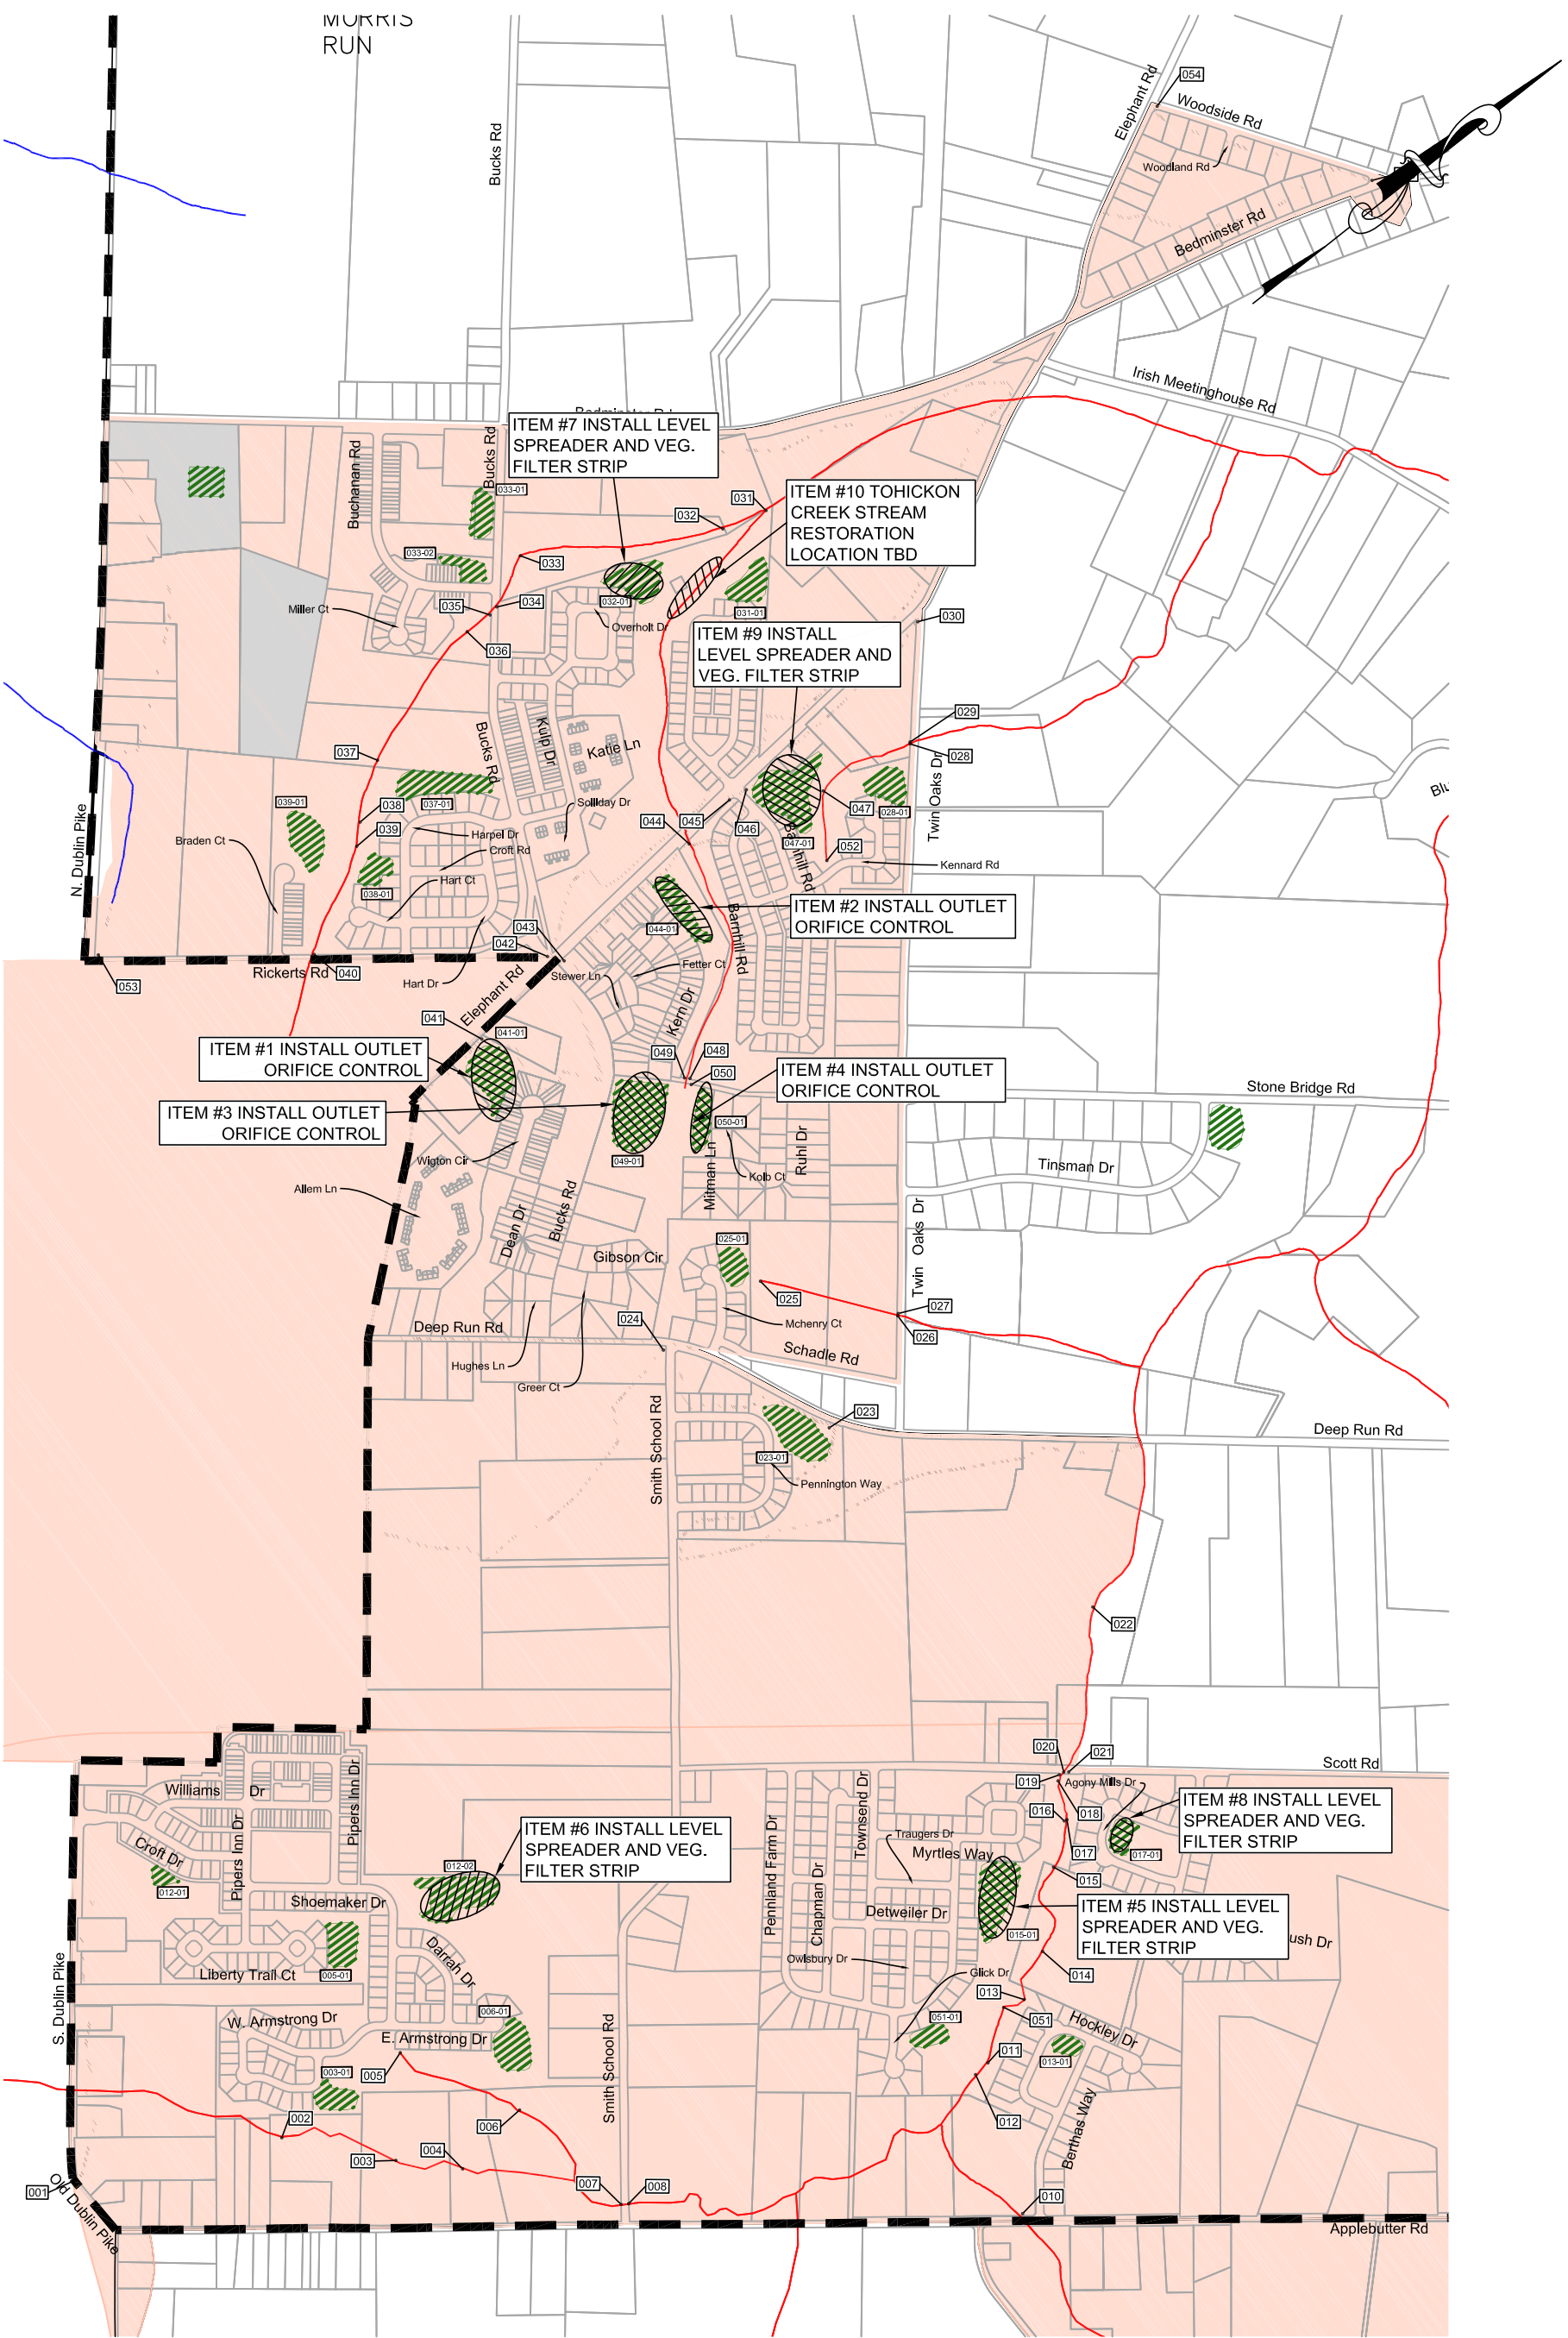 MORRIS
RUN
Bucks Rd
Elephant Rd
054
Woodside Rd
Woodland Rd
Bedminster Rd
Irish Meetinghouse Rd
ITEM #7 INSTALL LEVEL
SPREADER AND VEG.
FILTER STRIP
Buchanan Rd
Bucks Rd
033-01
031
032
ITEM #10 TOHICKON
CREEK STREAM
RESTORATION
LOCATION TBD
033-02
033
032-01
031-01
Miller Ct
035
034
Overholt Dr
030
036
ITEM #9 INSTALL
LEVEL SPREADER AND
VEG. FILTER STRIP
029
028
037
Bucks Rd
Kulp Dr
Katie Ln
Twin Oaks Dr
N. Dublin Pike
039-01
037-01
038
Solliday Dr
047
028-01
039
044
045
046
Harpel Dr
Croft Rd
Braden Ct
047-01
052
Barnhill Rd
Kennard Rd
Hart Ct
038-01
ITEM #2 INSTALL OUTLET
ORIFICE CONTROL
044-01
Barnhill Rd
043
042
Rickerts Rd
040
053
Hart Dr
Stewer Ln
Fetter Ct
Elephant Rd
Kern Dr
041
041-01
ITEM #1 INSTALL OUTLET
ORIFICE CONTROL
049
048
050
ITEM #4 INSTALL OUTLET
ORIFICE CONTROL
Stone Bridge Rd
ITEM #3 INSTALL OUTLET
ORIFICE CONTROL
050-01
Wigton Cir
049-01
Mitman Ln
Ruhl Dr
Kolb Ct
Tinsman Dr
Allem Ln
Dean Dr
Bucks Rd
Gibson Cir
025-01
Twin Oaks Dr
025
027
026
024
Mchenry Ct
Deep Run Rd
Schadle Rd
Hughes Ln
Greer Ct
023
Deep Run Rd
Smith School Rd
023-01
Pennington Way
022
020
021
Scott Rd
019
Agony Mills Dr
018
Williams Dr
Pipers Inn Dr
ITEM #8 INSTALL LEVEL
SPREADER AND VEG.
FILTER STRIP
016
017
017-01
ITEM #6 INSTALL LEVEL
SPREADER AND VEG.
FILTER STRIP
Croft Dr
Pipers Inn Dr
012-01
012-02
Pennland Farm Dr
Townsend Dr
Traugers Dr
Myrtles Way
015
Shoemaker Dr
Chapman Dr
Detweiler Dr
ITEM #5 INSTALL LEVEL
SPREADER AND VEG.
FILTER STRIP
015-01
ush Dr
Darrah Dr
Owlsbury Dr
Liberty Trail Ct
005-01
Glick Dr
014
S. Dublin Pike
013
W. Armstrong Dr
006-01
051-01
051
Hockley Dr
E. Armstrong Dr
011
013-01
005
003-01
Smith School Rd
002
006
012
Berthas Way
003
004
001
Old Dublin Pike
007
008
010
Applebutter Rd